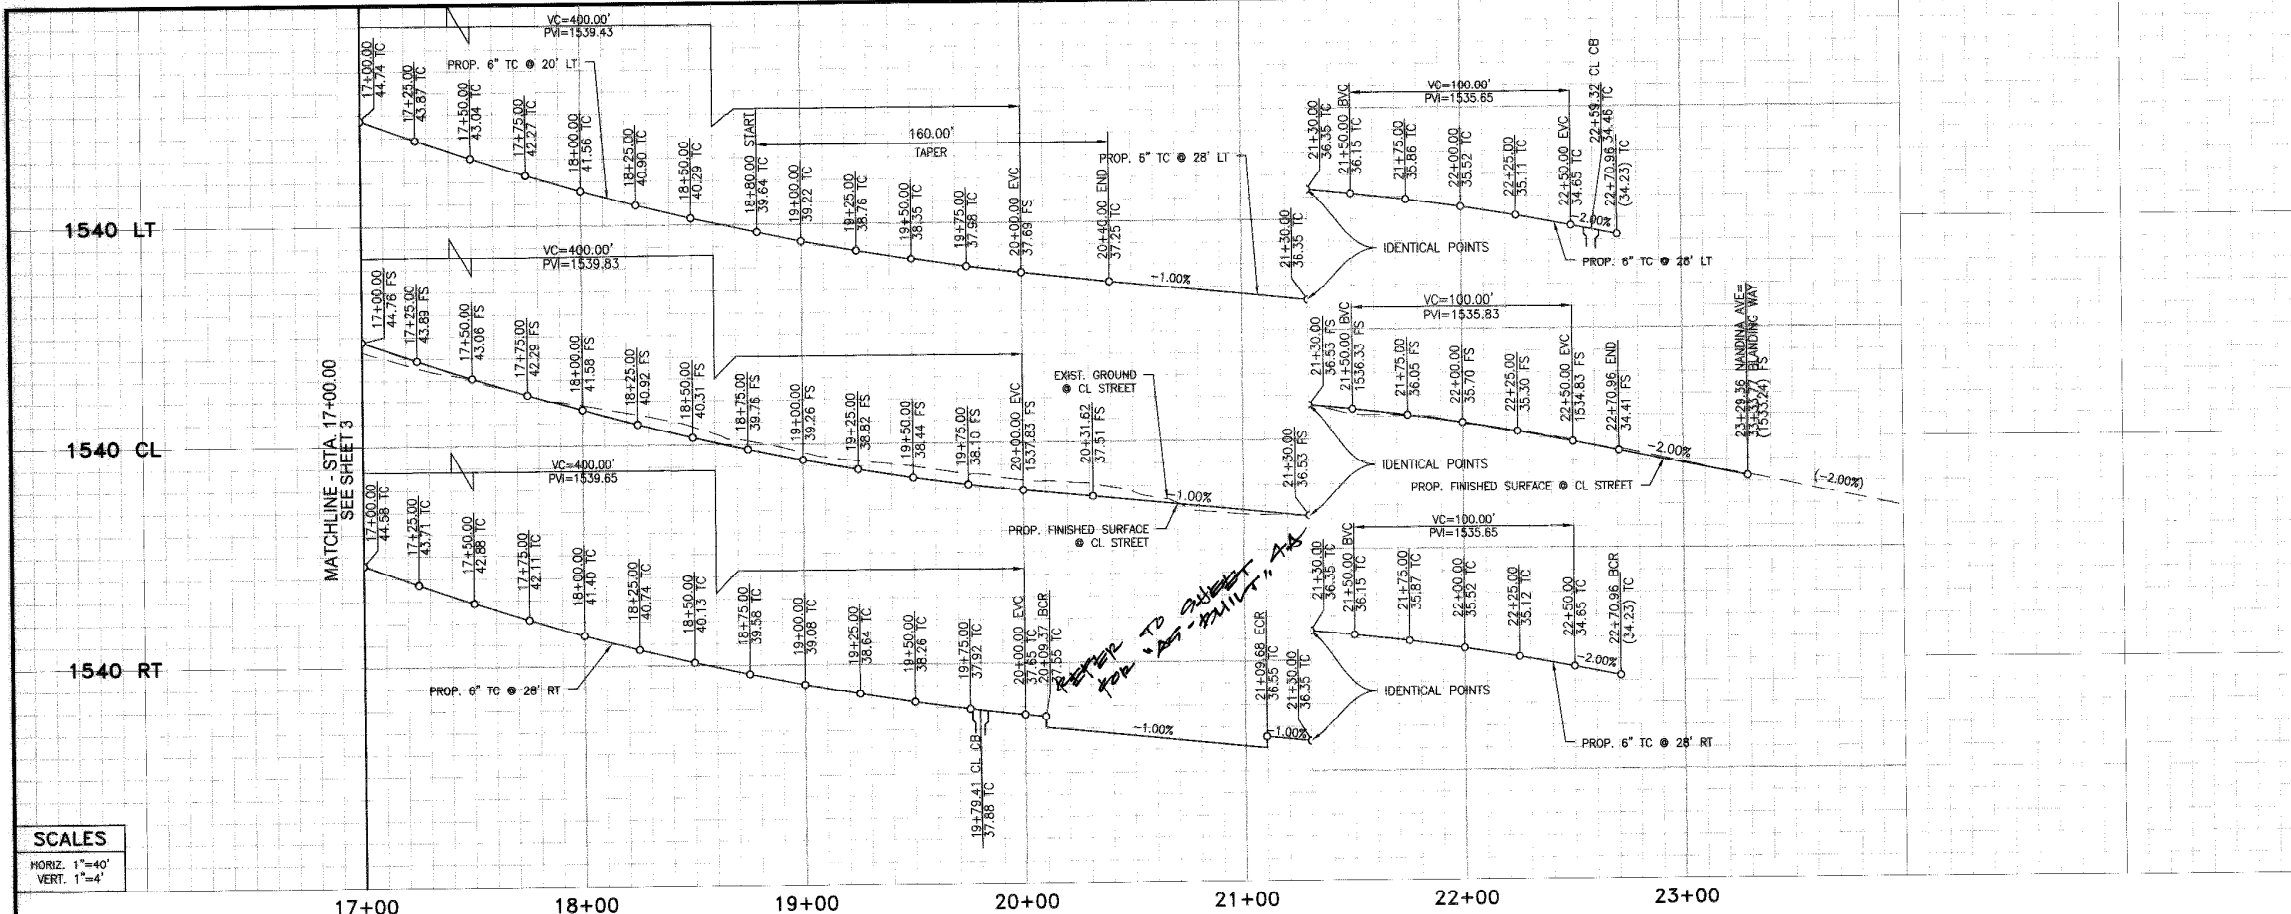 VC=400.00'
PVI=1539.43
17+00.00
44.74 TC
17+25.00
43.87 TC
17+50.00
43.04 TC
17+75.00
42.27 TC
18+00.00
41.56 TC
18+25.00
40.90 TC
18+50.00
40.29 TC
PROP. 6" TC @ 20' LT
18+80.00 START
39.64 TC
19+00.00
39.22 TC
19+25.00
38.76 TC
19+50.00
38.35 TC
19+75.00
37.98 TC
20+00.00 EVC
37.69 FS
20+40.00 END
37.25 TC
160.00'
TAPER
PROP. 6" TC @ 28' LT
-1.00%
21+30.00
36.35 TC
21+30.00
36.35 TC
IDENTICAL POINTS
VC=100.00'
PVI=1535.65
21+50.00 BVC
36.15 TC
21+75.00
35.86 TC
22+00.00
35.52 TC
22+25.00
35.11 TC
22+50.00 EVC
34.65 TC
22+59.32 CL CB
34.46 TC
22+70.96
(34.23) TC
-2.00%
PROP. 6" TC @ 28' LT
1540 LT
VC=400.00'
PVI=1539.83
17+00.00
44.76 FS
17+25.00
43.89 FS
17+50.00
43.06 FS
17+75.00
42.29 FS
18+00.00
41.58 FS
18+25.00
40.92 FS
18+50.00
40.31 FS
18+75.00
39.76 FS
19+00.00
39.26 FS
19+25.00
38.82 FS
19+50.00
38.44 FS
19+75.00
38.10 FS
20+00.00 EVC
1537.83 FS
20+31.62
37.51 FS
EXIST. GROUND
@ CL STREET
-1.00%
PROP. FINISHED SURFACE
@ CL STREET
21+30.00
36.53 FS
21+30.00
36.53 FS
IDENTICAL POINTS
VC=100.00'
PVI=1535.83
21+50.00 BVC
1536.33 FS
21+75.00
36.05 FS
22+00.00
35.70 FS
22+25.00
35.30 FS
22+50.00 EVC
1534.83 FS
22+70.96 END
34.41 FS
-2.00%
PROP. FINISHED SURFACE @ CL STREET
23+29.36 NANDINA AVE=
BLANDING WAY
(1533.24) FS
(-2.00%)
1540 CL
MATCHLINE - STA. 17+00.00
SEE SHEET 3
VC=400.00'
PVI=1539.65
17+00.00
44.58 TC
17+25.00
43.71 TC
17+50.00
42.88 TC
17+75.00
42.11 TC
18+00.00
41.40 TC
18+25.00
40.74 TC
18+50.00
40.13 TC
18+75.00
39.58 TC
19+00.00
39.08 TC
19+25.00
38.64 TC
19+50.00
38.26 TC
19+75.00
37.92 TC
20+00.00 EVC
37.65 TC
20+09.37 BCR
37.55 TC
REFER TO SHEET 4A
FOR "AS-BUILT"
PROP. 6" TC @ 28' RT
19+79.41 CL CB
37.88 TC
-1.00%
21+09.68 ECR
36.55 TC
21+30.00
36.35 TC
-1.00%
21+30.00
36.35 TC
IDENTICAL POINTS
VC=100.00'
PVI=1535.65
21+50.00 BVC
36.15 TC
21+75.00
35.87 TC
22+00.00
35.52 TC
22+25.00
35.12 TC
22+50.00
34.65 TC
22+70.96 BCR
(34.23) TC
-2.00%
PROP. 6" TC @ 28' RT
1540 RT
SCALES
HORIZ. 1"=40'
VERT. 1"=4'
17+00
18+00
19+00
20+00
21+00
22+00
23+00